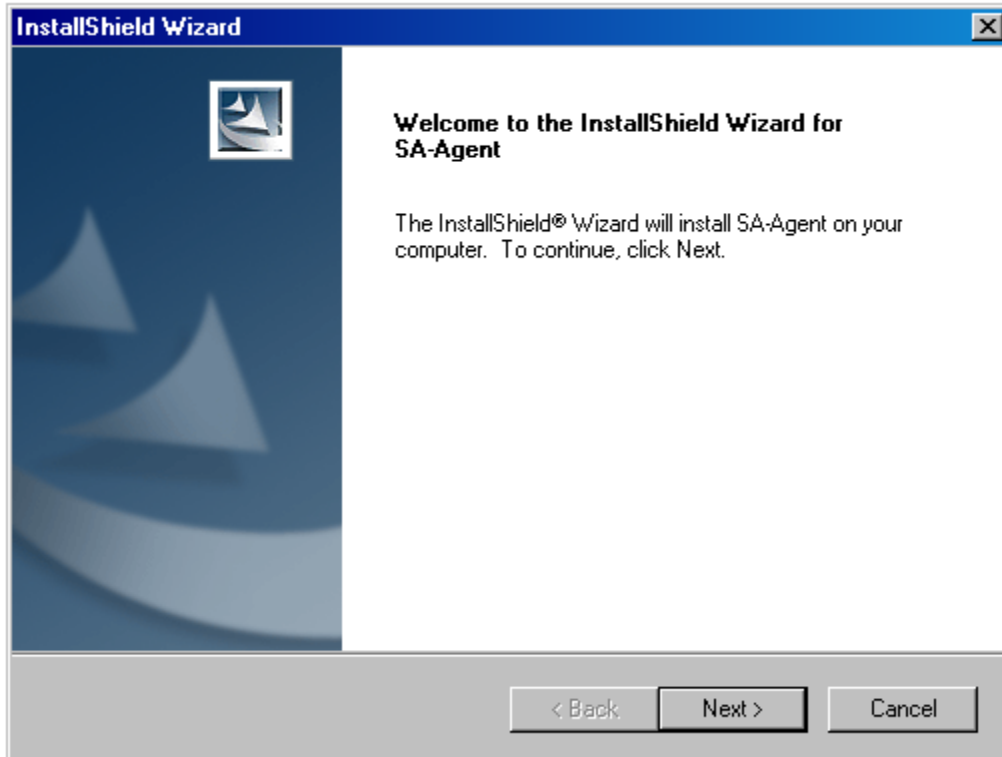 InstallShield Wizard
Welcome to the InstallShield Wizard for
SA-Agent
The InstallShield® Wizard will install SA-Agent on your
computer.  To continue, click Next.
< Back
Next >
Cancel